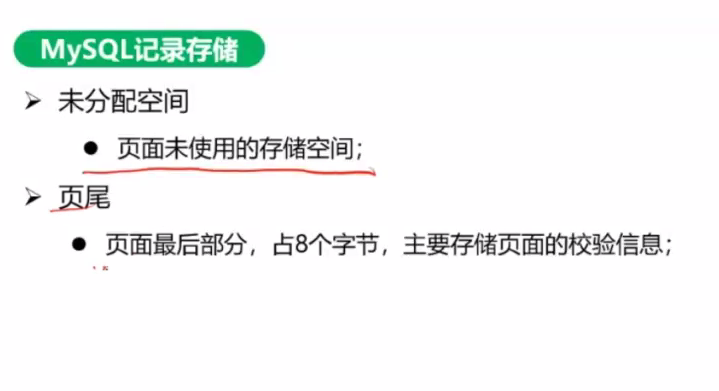 MySQL记录存储
未分配空间
页面未使用的存储空间；
页尾
页面最后部分，占8个字节，主要存储页面的校验信息；